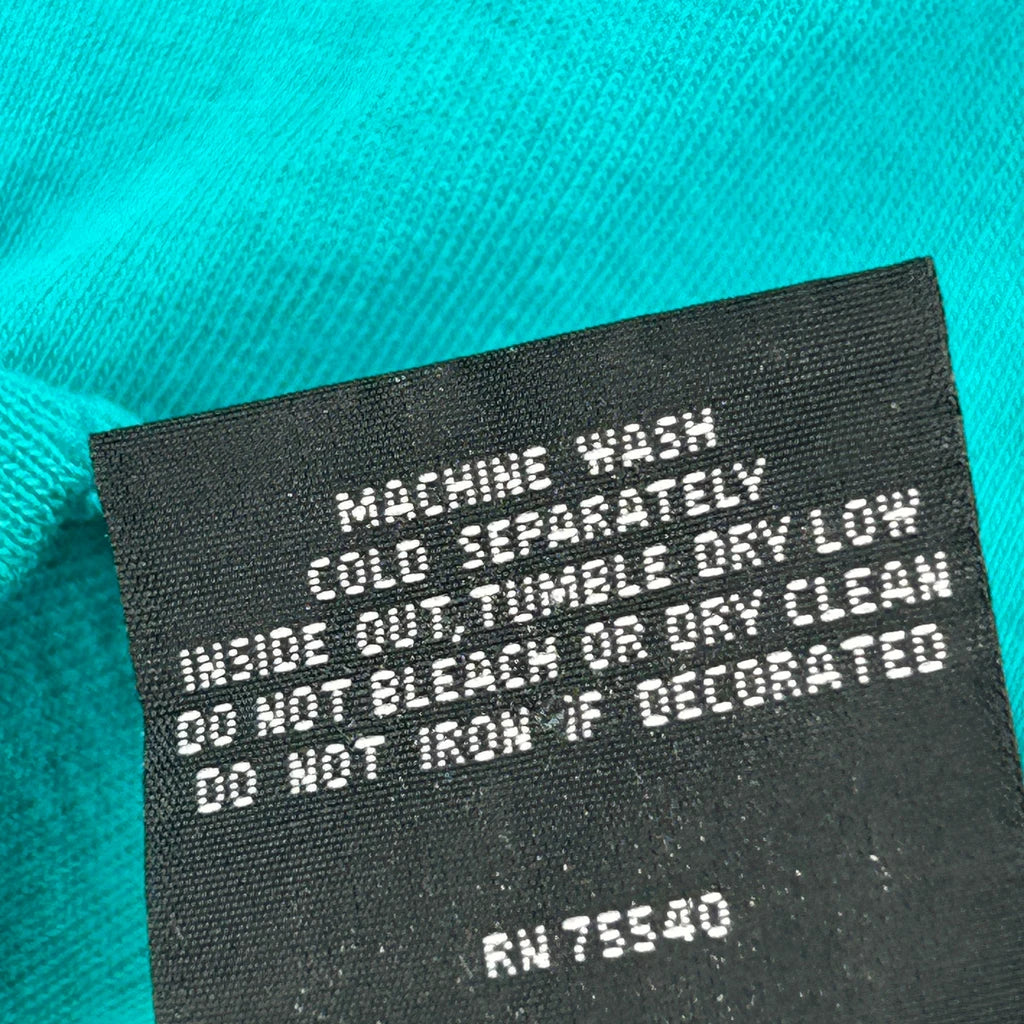 MACHINE WASH
COLD SEPARATELY
INSIDE OUT, TUMBLE DRY LOW
DO NOT BLEACH OR DRY CLEAN
DO NOT IRON IF DECORATED
RN 75540